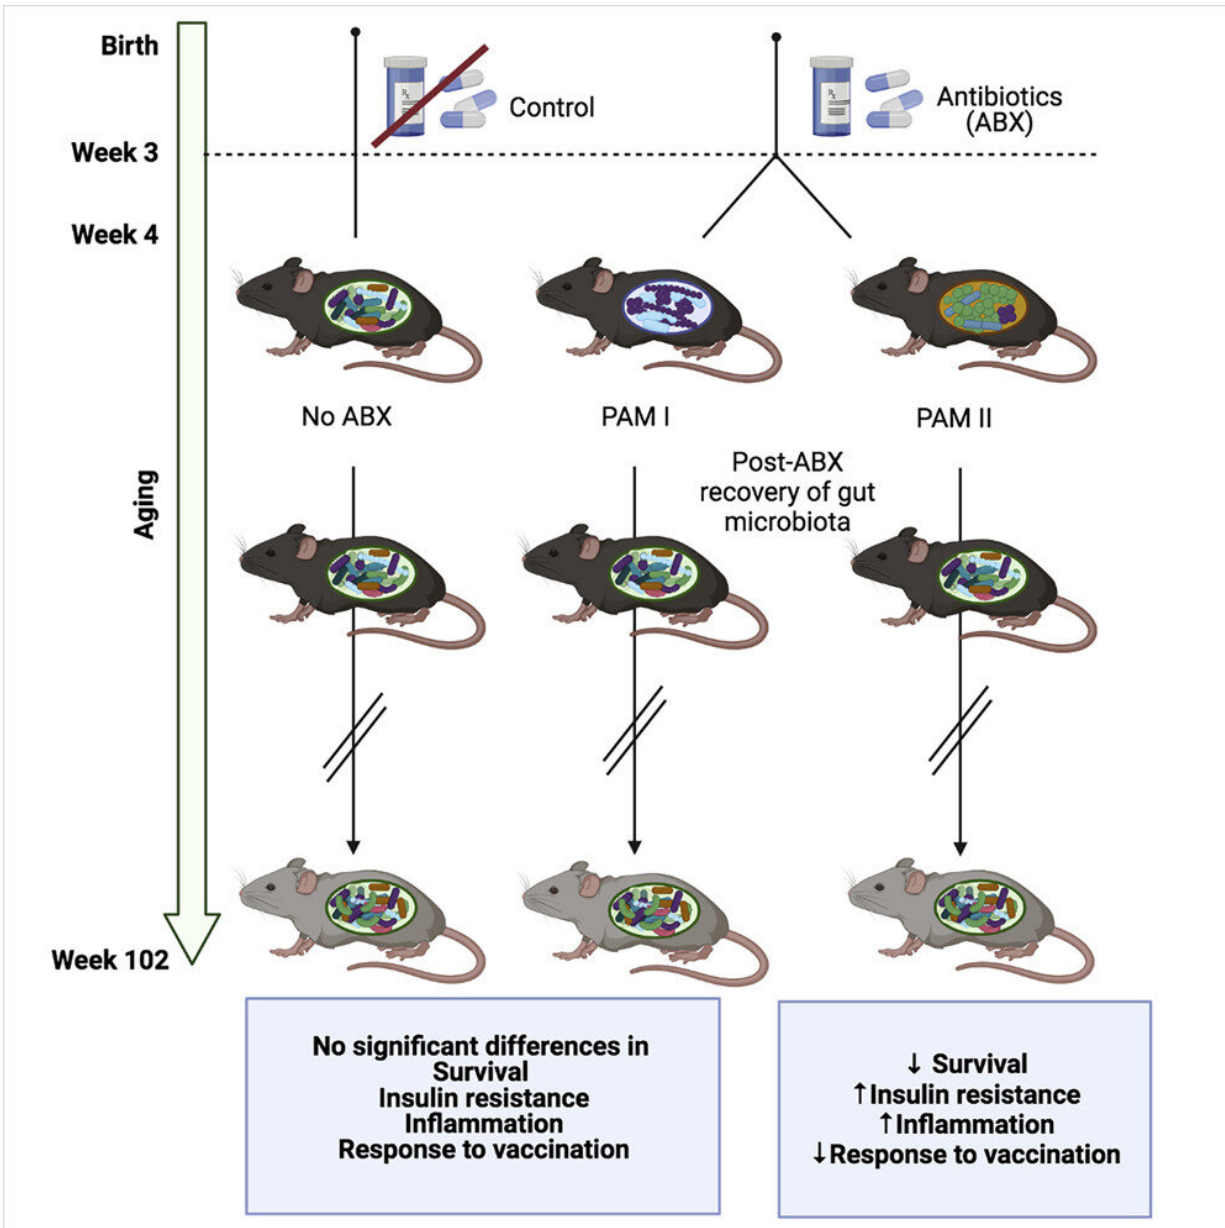 Birth
Control
Antibiotics
(ABX)
Week 3
Week 4
No ABX
PAM I
PAM II
Aging
Post-ABX
recovery of gut
microbiota
Week 102
No significant differences in
Survival
Insulin resistance
Inflammation
Response to vaccination
↓ Survival
↑Insulin resistance
↑Inflammation
↓Response to vaccination